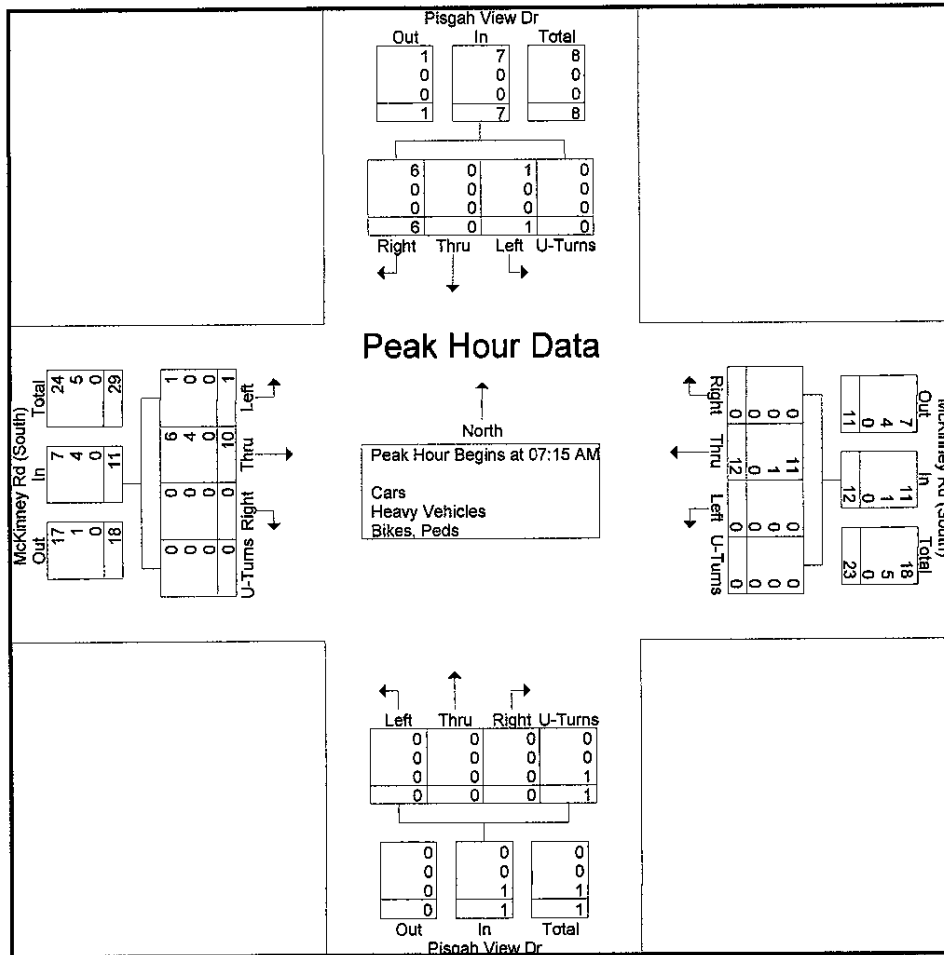 Pisgah View Dr
Out In Total
1 7 8
0 0 0
0 0 0
1 7 8
6 0 1 0
0 0 0 0
0 0 0 0
6 0 1 0
Right Thru Left U-Turns
Peak Hour Data
North
Peak Hour Begins at 07:15 AM
Cars
Heavy Vehicles
Bikes, Peds
McKinney Rd (South)
Out In Total
17 7 24
1 4 5
0 0 0
18 11 29
U-Turns Right Thru Left
0 0 6 1
0 0 4 0
0 0 0 0
0 0 10 1
McKinney Rd (South)
Out In Total
7 11 18
4 1 5
0 0 0
11 12 23
0 11 0 0
0 1 0 0
0 0 0 0
0 12 0 0
Right Thru Left U-Turns
Left Thru Right U-Turns
0 0 0 0
0 0 0 0
0 0 0 1
0 0 0 1
0 0 0
0 0 0
0 1 1
0 1 1
Out In Total
Pisgah View Dr